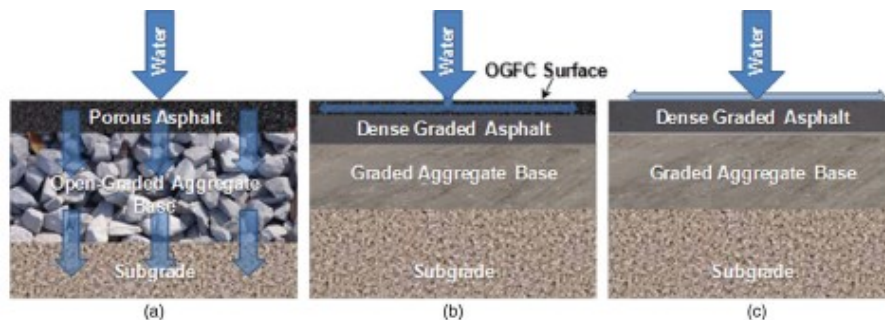 Water
Porous Asphalt
Open-Graded Aggregate
Base
Subgrade
(a)
Water
OGFC Surface
Dense Graded Asphalt
Graded Aggregate Base
Subgrade
(b)
Water
Dense Graded Asphalt
Graded Aggregate Base
Subgrade
(c)